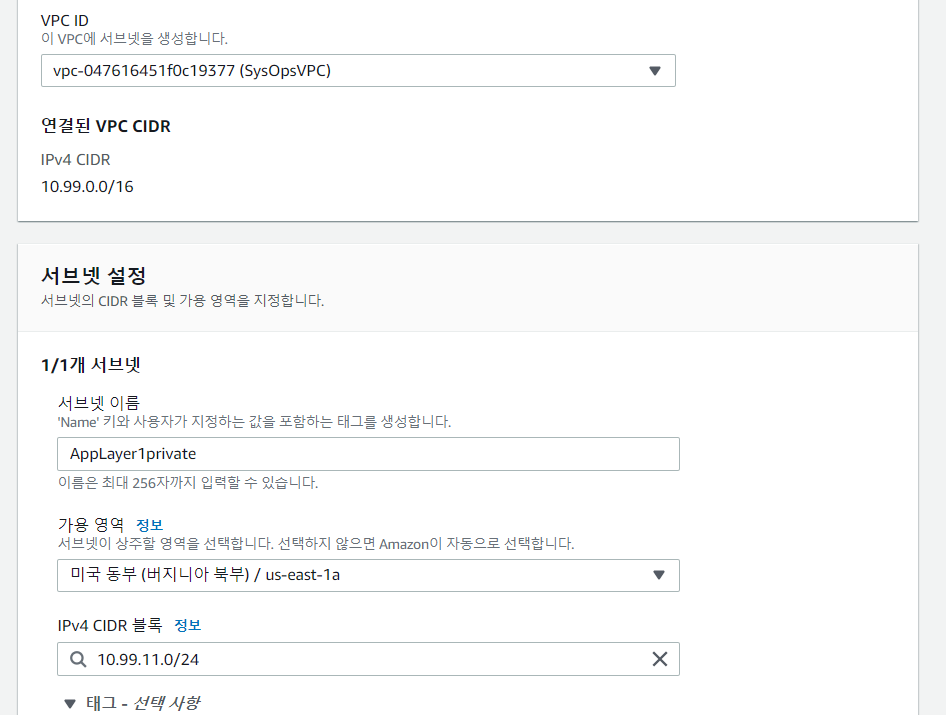 VPC ID
이 VPC에 서브넷을 생성합니다.
vpc-047616451f0c19377 (SysOpsVPC)
연결된 VPC CIDR
IPv4 CIDR
10.99.0.0/16
서브넷 설정
서브넷의 CIDR 블록 및 가용 영역을 지정합니다.
1/1개 서브넷
서브넷 이름
'Name' 키와 사용자가 지정하는 값을 포함하는 태그를 생성합니다.
AppLayer1private
이름은 최대 256자까지 입력할 수 있습니다.
가용 영역 정보
서브넷이 상주할 영역을 선택합니다. 선택하지 않으면 Amazon이 자동으로 선택합니다.
미국 동부 (버지니아 북부) / us-east-1a
IPv4 CIDR 블록 정보
10.99.11.0/24
태그 - 선택 사항